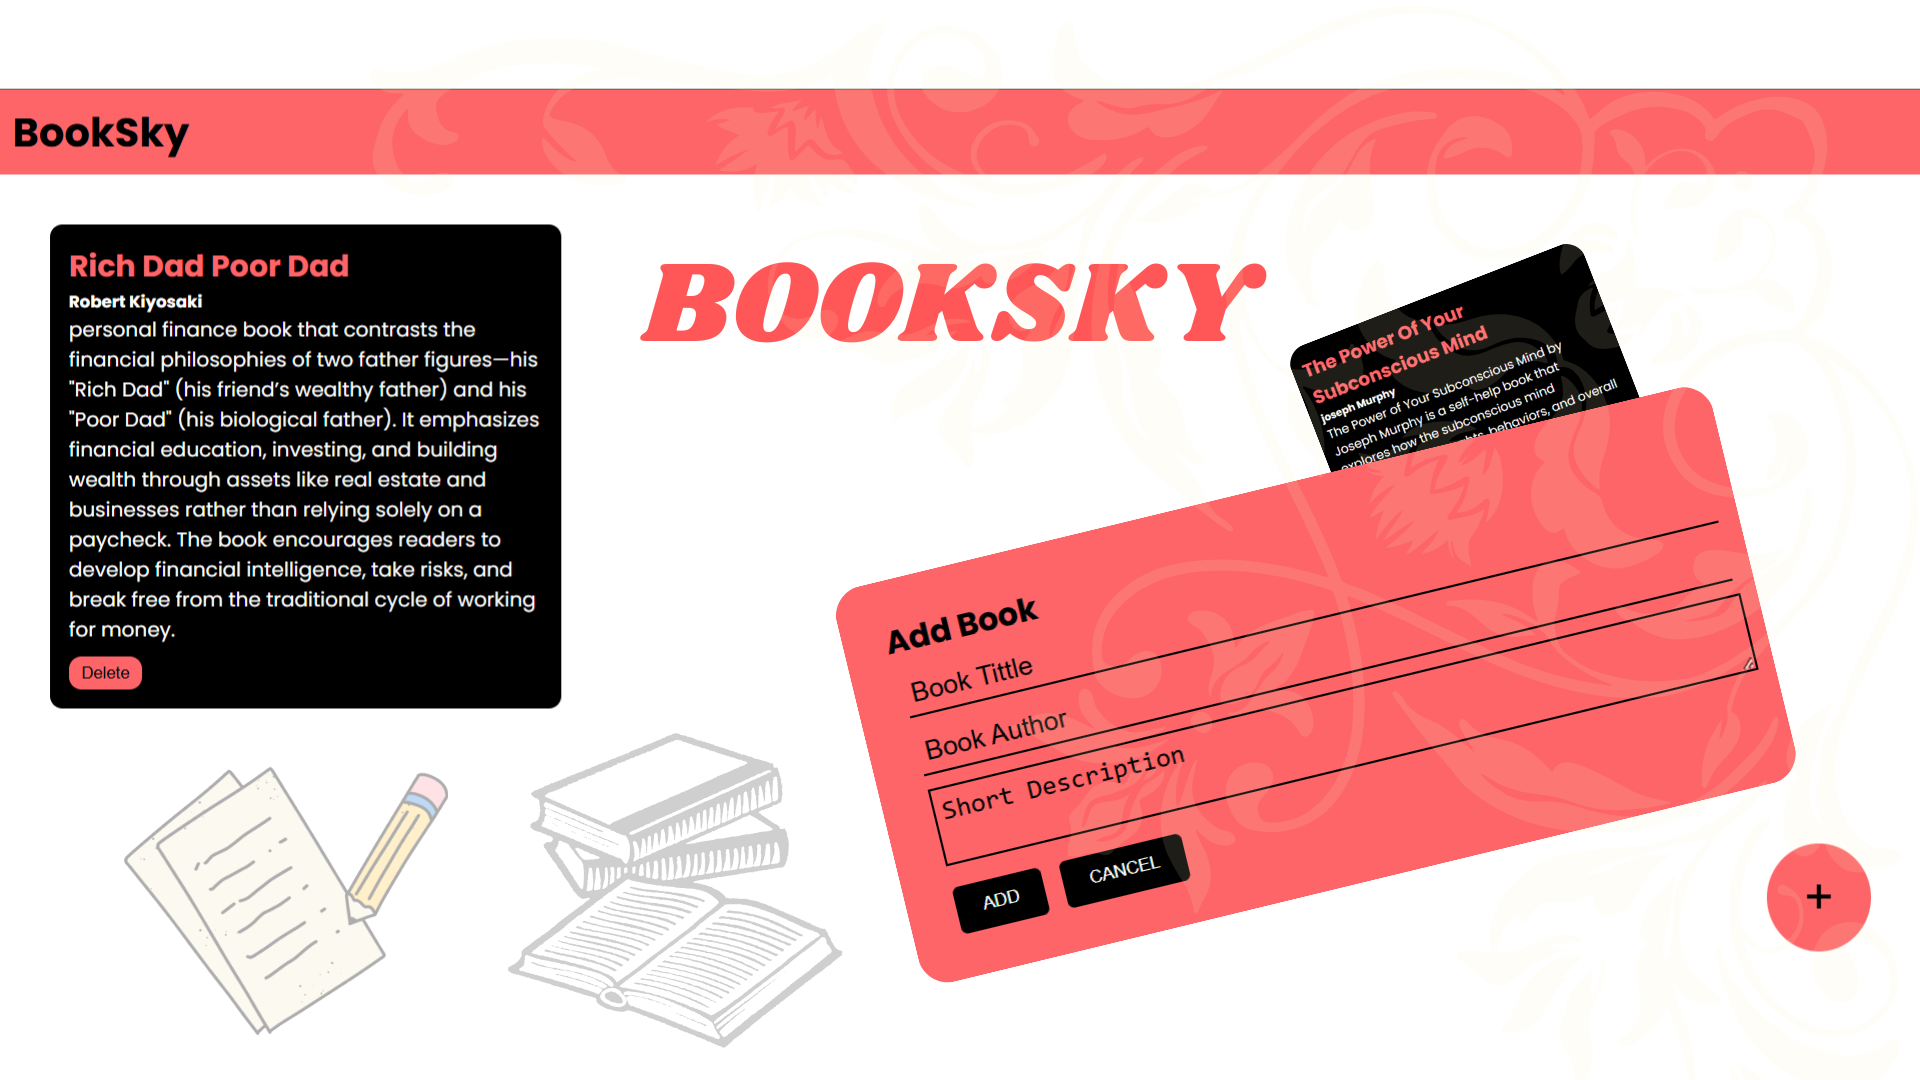 BookSky
Rich Dad Poor Dad
Robert Kiyosaki
personal finance book that contrasts the
financial philosophies of two father figures—his
"Rich Dad" (his friend’s wealthy father) and his
"Poor Dad" (his biological father). It emphasizes
financial education, investing, and building
wealth through assets like real estate and
businesses rather than relying solely on a
paycheck. The book encourages readers to
develop financial intelligence, take risks, and
break free from the traditional cycle of working
for money.
Delete
BOOKSKY
The Power Of Your
Subconscious Mind
joseph Murphy
The Power of Your Subconscious Mind by
Joseph Murphy is a self-help book that
explores how the subconscious mind
behaviors, and overall
Add Book
Book Tittle
Book Author
Short Description
ADD
CANCEL
+